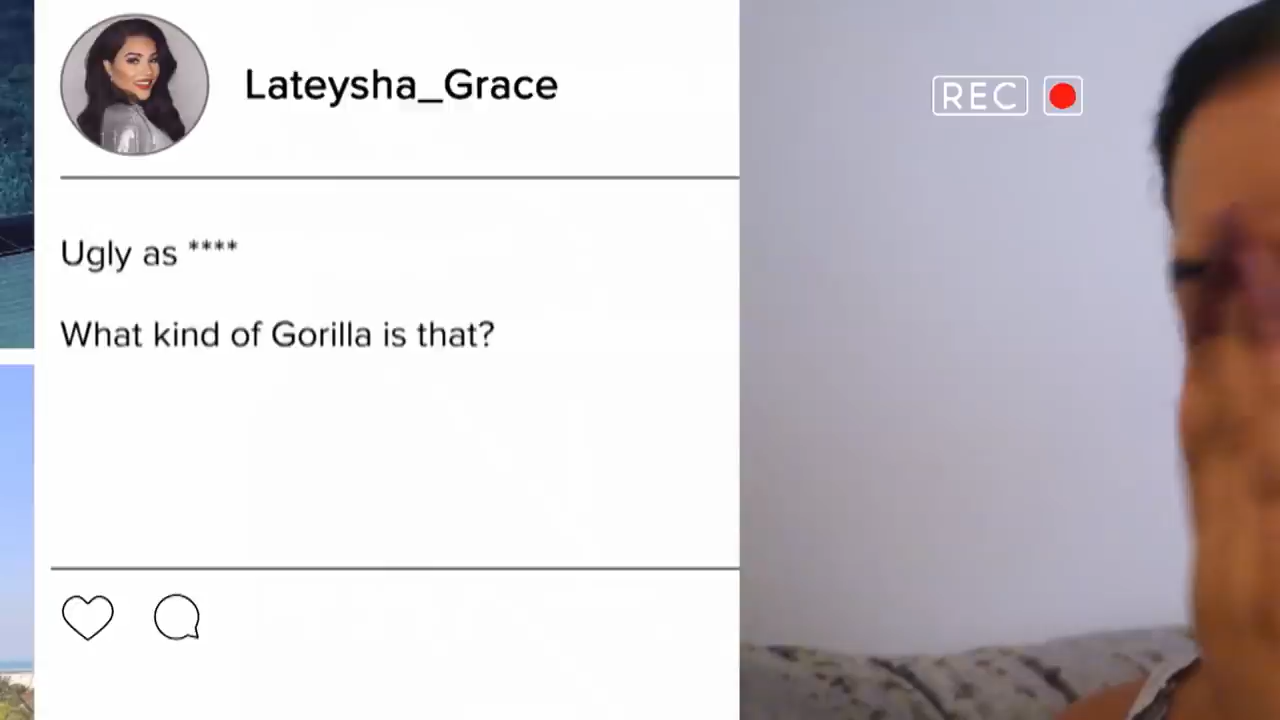 Lateysha_Grace
REC
Ugly as ****
What kind of Gorilla is that?